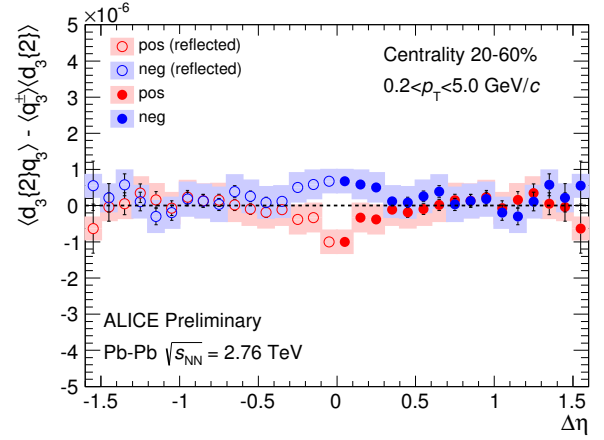 ×10⁻⁶
⟨d₃{2}q₃⟩ - ⟨q₃±⟩⟨d₃{2}⟩
5
4
3
2
1
0
-1
-2
-3
-4
-5
pos (reflected)
neg (reflected)
pos
neg
Centrality 20-60%
0.2<p_T<5.0 GeV/c
ALICE Preliminary
Pb-Pb √s_NN = 2.76 TeV
-1.5 -1 -0.5 0 0.5 1 1.5
Δη